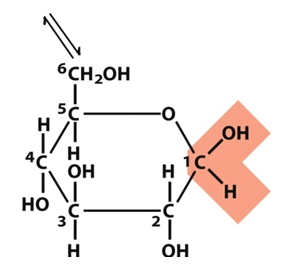 ⁶CH₂OH
⁵C O
H H OH
⁴C OH H ¹C
HO ³C ²C H
H OH